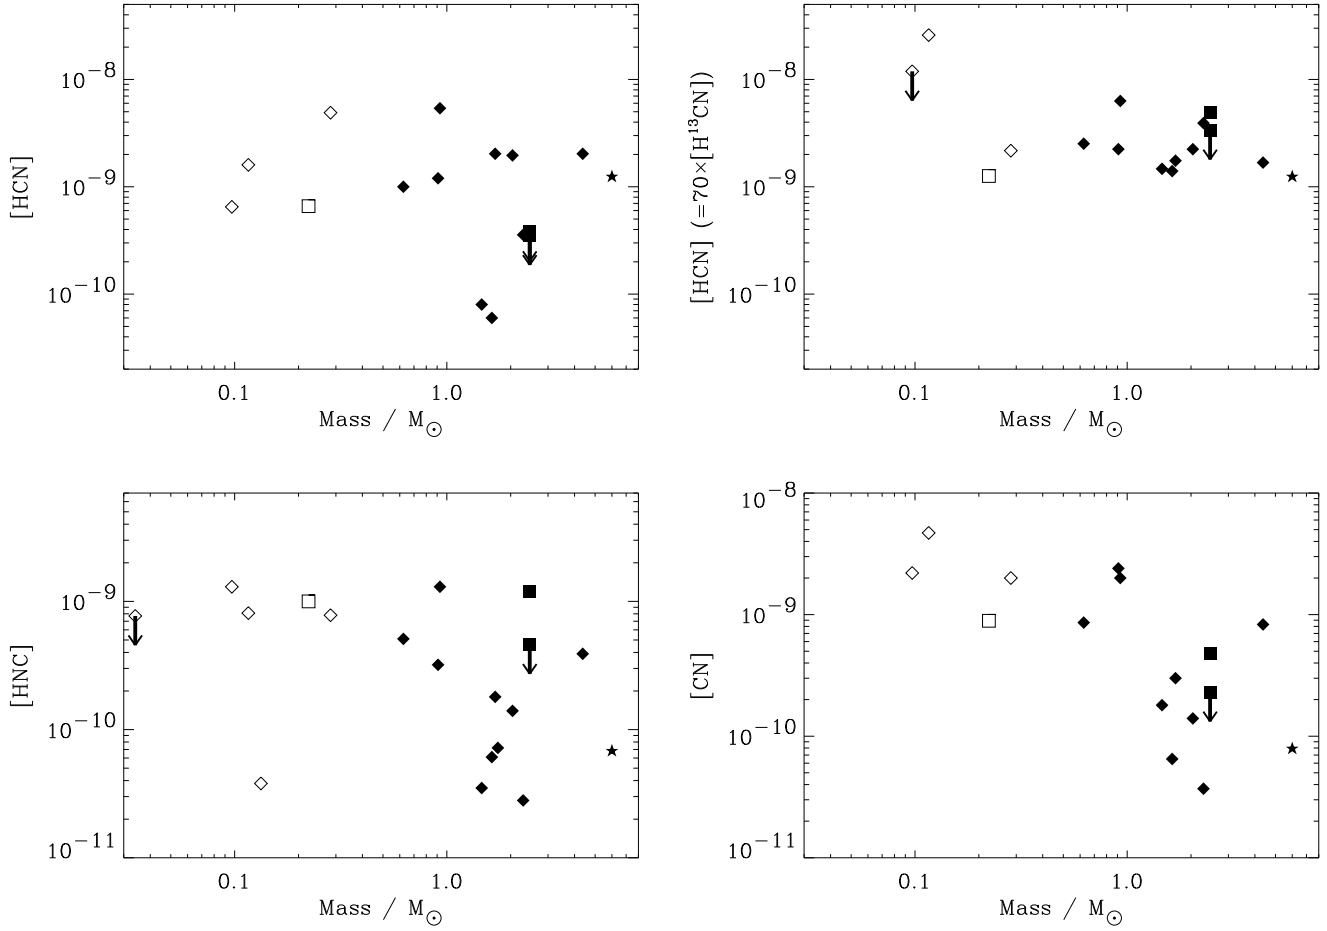 10⁻⁸
10⁻⁹
10⁻¹⁰
[HCN]
0.1 1.0
Mass / M☉
10⁻⁸
10⁻⁹
10⁻¹⁰
[HCN] (=70×[H¹³CN])
0.1 1.0
Mass / M☉
10⁻⁹
10⁻¹⁰
10⁻¹¹
[HNC]
0.1 1.0
Mass / M☉
10⁻⁸
10⁻⁹
10⁻¹⁰
10⁻¹¹
[CN]
0.1 1.0
Mass / M☉